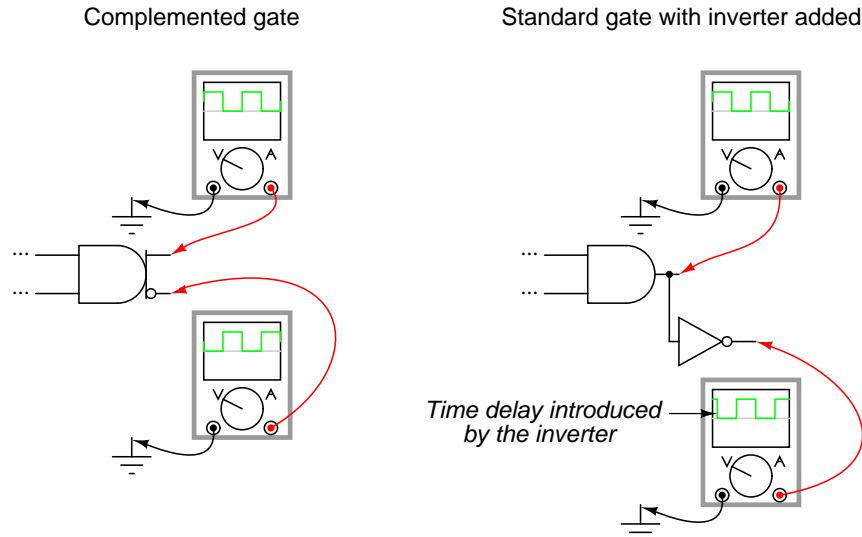 Complemented gate
Standard gate with inverter added
V A
V A
...
...
...
...
V A
Time delay introduced
by the inverter
V A